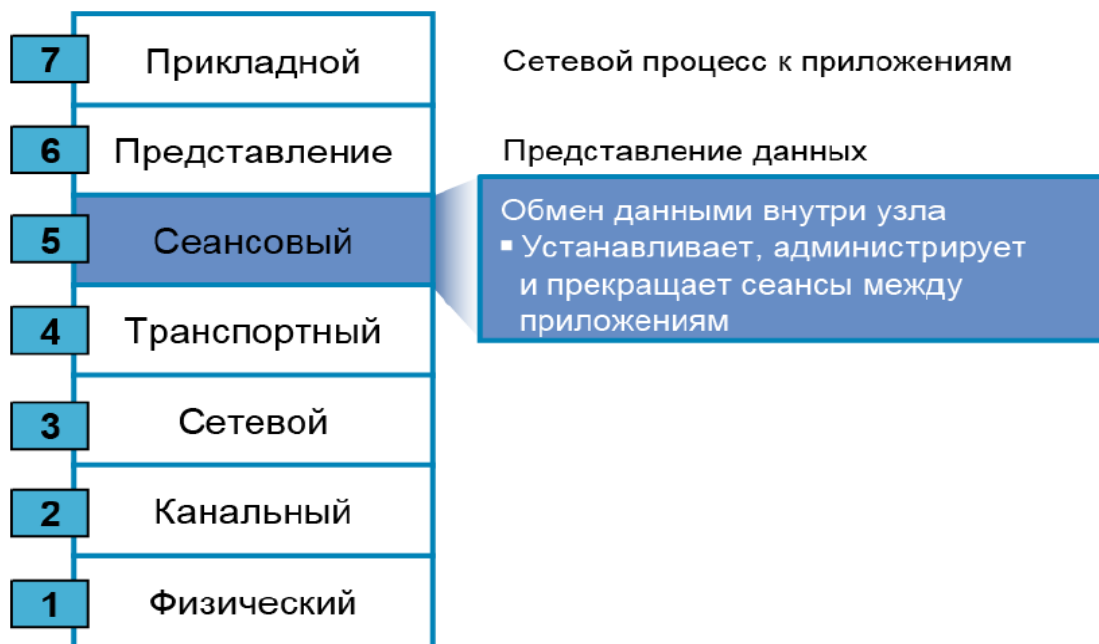 7 Прикладной Сетевой процесс к приложениям
6 Представление Представление данных
5 Сеансовый
Обмен данными внутри узла
▪ Устанавливает, администрирует
и прекращает сеансы между
приложениям
4 Транспортный
3 Сетевой
2 Канальный
1 Физический